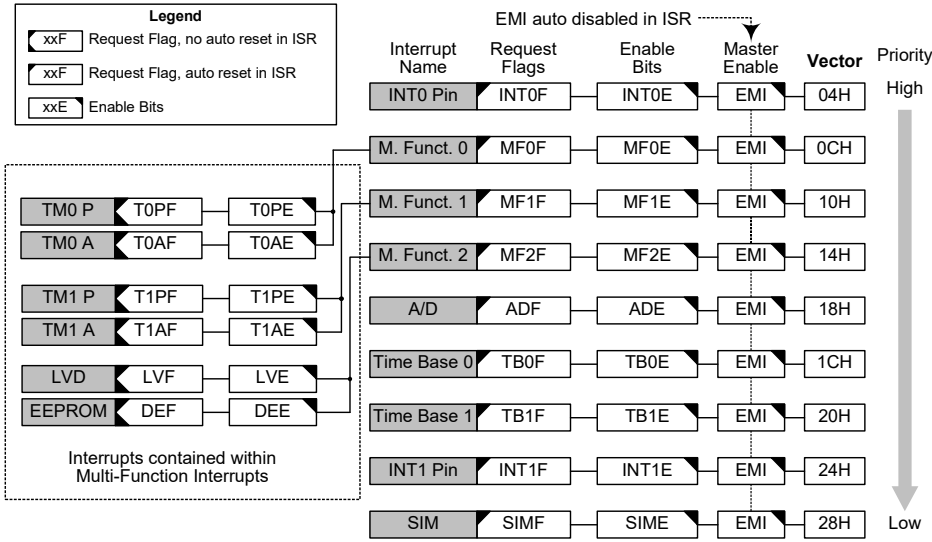 Legend
xxF Request Flag, no auto reset in ISR
xxF Request Flag, auto reset in ISR
xxE Enable Bits
EMI auto disabled in ISR
Interrupt Name
Request Flags
Enable Bits
Master Enable
Vector
Priority
High
INT0 Pin INT0F INT0E EMI 04H
M. Funct. 0 MF0F MF0E EMI 0CH
M. Funct. 1 MF1F MF1E EMI 10H
M. Funct. 2 MF2F MF2E EMI 14H
A/D ADF ADE EMI 18H
Time Base 0 TB0F TB0E EMI 1CH
Time Base 1 TB1F TB1E EMI 20H
INT1 Pin INT1F INT1E EMI 24H
SIM SIMF SIME EMI 28H
Low
TM0 P T0PF T0PE
TM0 A T0AF T0AE
TM1 P T1PF T1PE
TM1 A T1AF T1AE
LVD LVF LVE
EEPROM DEF DEE
Interrupts contained within
Multi-Function Interrupts